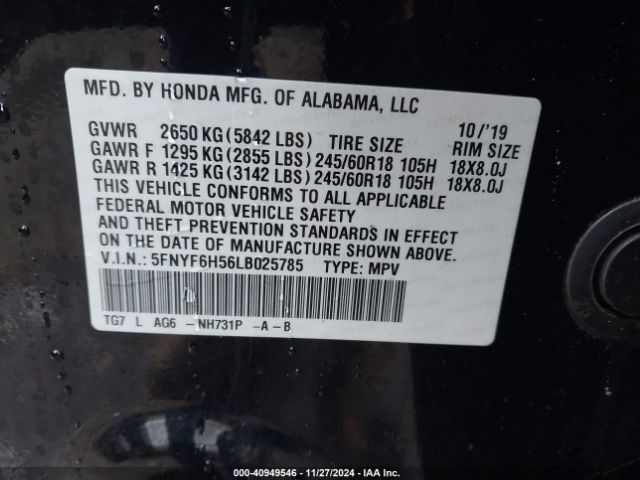 MFD. BY HONDA MFG. OF ALABAMA, LLC
10/'19
GVWR 2650 KG(5842 LBS) TIRE SIZE RIM SIZE
GAWR F 1295 KG(2855 LBS) 245/60R18 105H 18X8.0J
GAWR R 1425 KG(3142 LBS) 245/60R18 105H 18X8.0J
THIS VEHICLE CONFORMS TO ALL APPLICABLE
FEDERAL MOTOR VEHICLE SAFETY
AND THEFT PREVENTION STANDARDS IN EFFECT
ON THE DATE OF MANUFACTURE SHOWN ABOVE.
V.I.N.: 5FNYF6H56LB025785 TYPE: MPV
TG7 L AG6 -NH731P -A-B
000-40949546 - 11/27/2024 - IAA Inc.